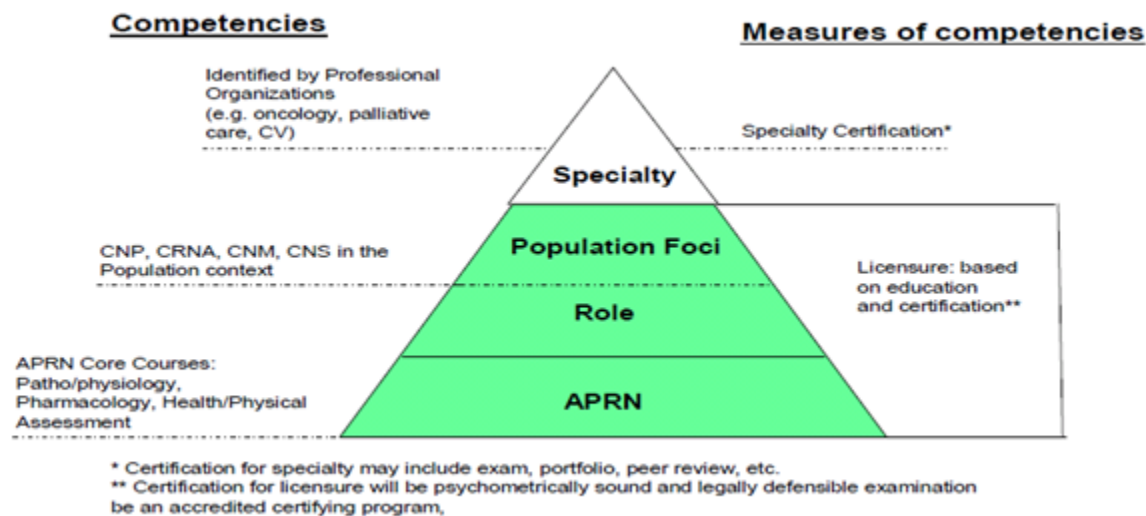 Competencies
Measures of competencies
Identified by Professional
Organizations
(e.g. oncology, palliative
care, CV)
Specialty Certification*
Specialty
CNP, CRNA, CNM, CNS in the
Population context
Population Foci
Licensure: based
on education
and certification**
Role
APRN Core Courses:
Patho/physiology,
Pharmacology, Health/Physical
Assessment
APRN
* Certification for specialty may include exam, portfolio, peer review, etc.
** Certification for licensure will be psychometrically sound and legally defensible examination
be an accredited certifying program,